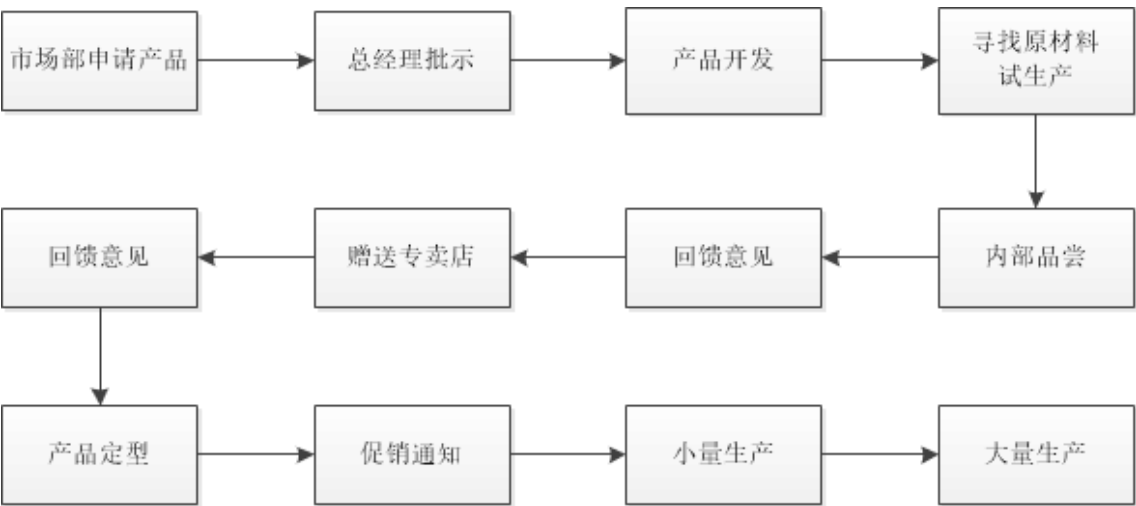 市场部申请产品
总经理批示
产品开发
寻找原材料
试生产
回馈意见
赠送专卖店
回馈意见
内部品尝
产品定型
促销通知
小量生产
大量生产